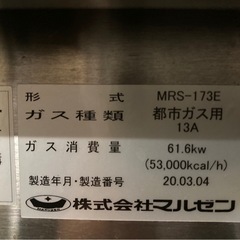 形 式 MRS-173E
ガス種類 都市ガス用
13A
ガス消費量 61.6kw
(53,000kcal/h)
製造年月・製造番号 20.03.04
株式会社マルゼン